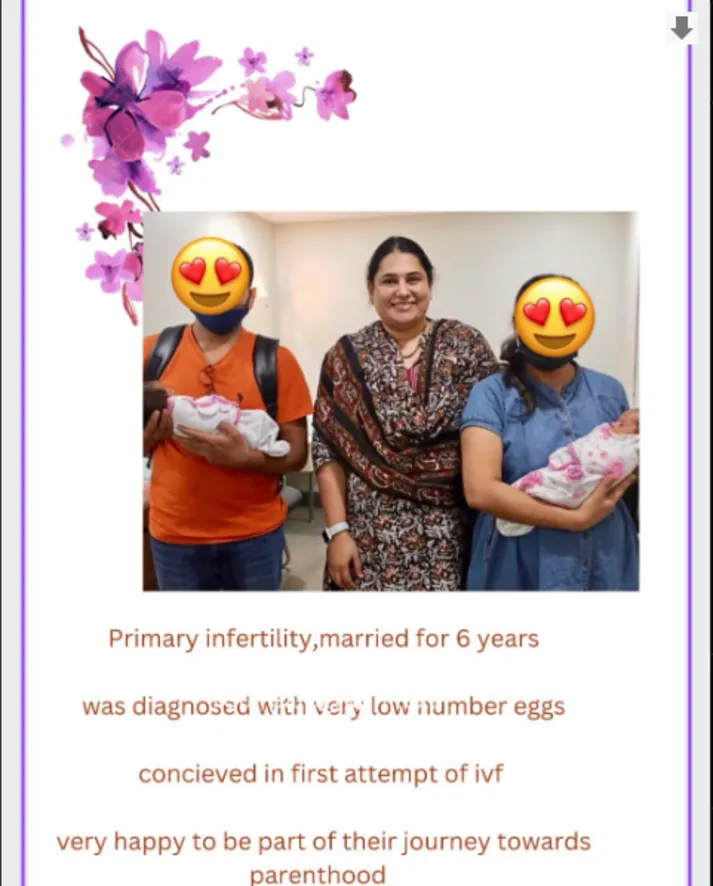 Primary infertility,married for 6 years
was diagnosed with very low number eggs
concieved in first attempt of ivf
very happy to be part of their journey towards
parenthood